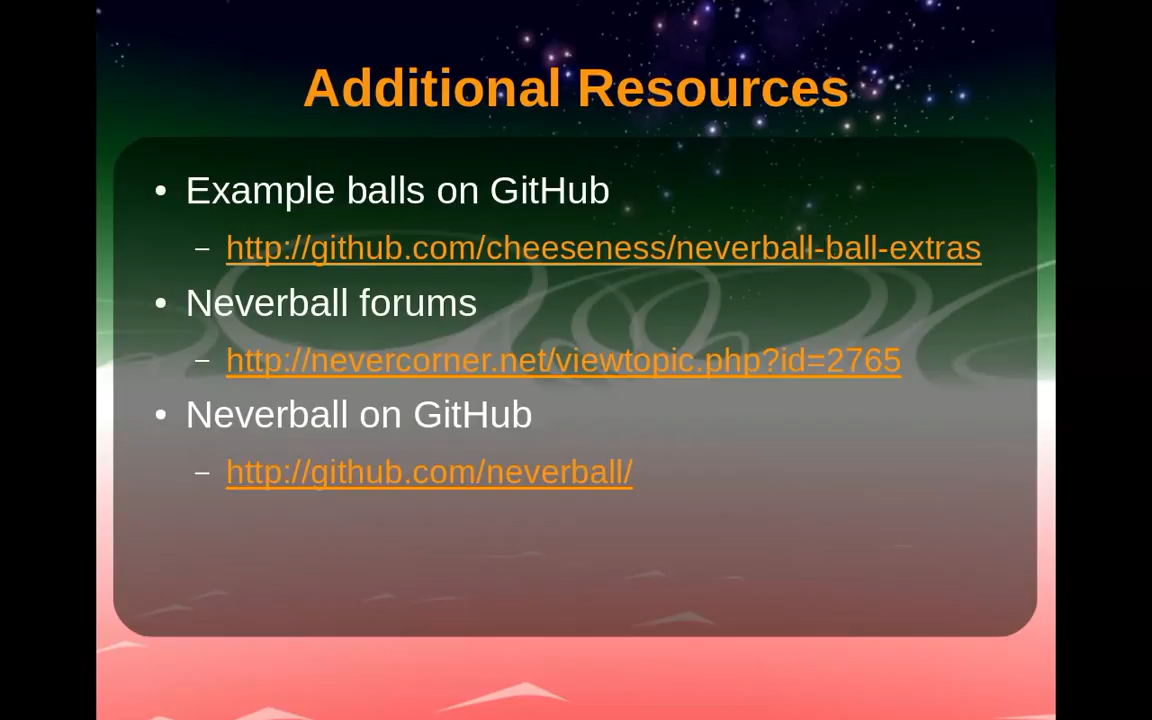 Additional Resources
• Example balls on GitHub
– http://github.com/cheeseness/neverball-ball-extras
• Neverball forums
– http://nevercorner.net/viewtopic.php?id=2765
• Neverball on GitHub
– http://github.com/neverball/